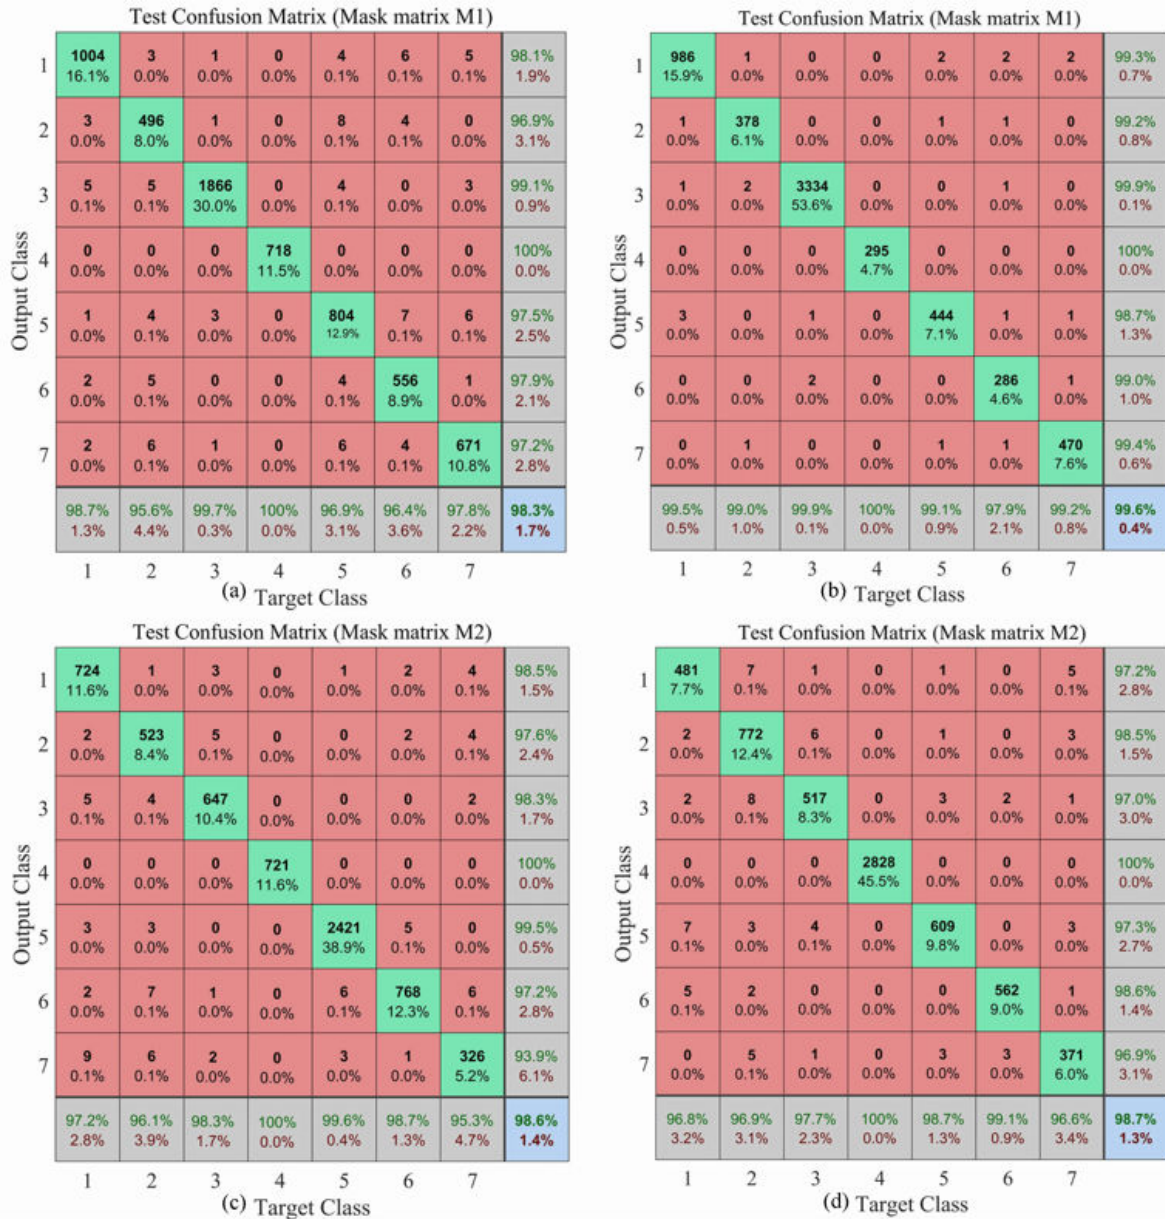 Test Confusion Matrix (Mask matrix M1)
1 1004 3 1 0 4 6 5 98.1%
16.1% 0.0% 0.0% 0.0% 0.1% 0.1% 0.1% 1.9%
2 3 496 1 0 8 4 0 96.9%
0.0% 8.0% 0.0% 0.0% 0.1% 0.1% 0.0% 3.1%
3 5 5 1866 0 4 0 3 99.1%
0.1% 0.1% 30.0% 0.0% 0.1% 0.0% 0.0% 0.9%
4 0 0 0 718 0 0 0 100%
0.0% 0.0% 0.0% 11.5% 0.0% 0.0% 0.0% 0.0%
5 1 4 3 0 804 7 6 97.5%
0.0% 0.1% 0.0% 0.0% 12.9% 0.1% 0.1% 2.5%
6 2 5 0 0 4 556 1 97.9%
0.0% 0.1% 0.0% 0.0% 0.1% 8.9% 0.0% 2.1%
7 2 6 1 0 6 4 671 97.2%
0.0% 0.1% 0.0% 0.0% 0.1% 0.1% 10.8% 2.8%
98.7% 95.6% 99.7% 100% 96.9% 96.4% 97.8% 98.3%
1.3% 4.4% 0.3% 0.0% 3.1% 3.6% 2.2% 1.7%
1 2 3 4 5 6 7
Output Class
(a) Target Class
Test Confusion Matrix (Mask matrix M1)
1 986 1 0 0 2 2 2 99.3%
15.9% 0.0% 0.0% 0.0% 0.0% 0.0% 0.0% 0.7%
2 1 378 0 0 1 1 0 99.2%
0.0% 6.1% 0.0% 0.0% 0.0% 0.0% 0.0% 0.8%
3 1 2 3334 0 0 1 0 99.9%
0.0% 0.0% 53.6% 0.0% 0.0% 0.0% 0.0% 0.1%
4 0 0 0 295 0 0 0 100%
0.0% 0.0% 0.0% 4.7% 0.0% 0.0% 0.0% 0.0%
5 3 0 1 0 444 1 1 98.7%
0.0% 0.0% 0.0% 0.0% 7.1% 0.0% 0.0% 1.3%
6 0 0 2 0 0 286 1 99.0%
0.0% 0.0% 0.0% 0.0% 0.0% 4.6% 0.0% 1.0%
7 0 1 0 0 1 1 470 99.4%
0.0% 0.0% 0.0% 0.0% 0.0% 0.0% 7.6% 0.6%
99.5% 99.0% 99.9% 100% 99.1% 97.9% 99.2% 99.6%
0.5% 1.0% 0.1% 0.0% 0.9% 2.1% 0.8% 0.4%
1 2 3 4 5 6 7
Output Class
(b) Target Class
Test Confusion Matrix (Mask matrix M2)
1 724 1 3 0 1 2 4 98.5%
11.6% 0.0% 0.0% 0.0% 0.0% 0.0% 0.1% 1.5%
2 2 523 5 0 0 2 4 97.6%
0.0% 8.4% 0.1% 0.0% 0.0% 0.0% 0.1% 2.4%
3 5 4 647 0 0 0 2 98.3%
0.1% 0.1% 10.4% 0.0% 0.0% 0.0% 0.0% 1.7%
4 0 0 0 721 0 0 0 100%
0.0% 0.0% 0.0% 11.6% 0.0% 0.0% 0.0% 0.0%
5 3 3 0 0 2421 5 0 99.5%
0.0% 0.0% 0.0% 0.0% 38.9% 0.1% 0.0% 0.5%
6 2 7 1 0 6 768 6 97.2%
0.0% 0.1% 0.0% 0.0% 0.1% 12.3% 0.1% 2.8%
7 9 6 2 0 3 1 326 93.9%
0.1% 0.1% 0.0% 0.0% 0.0% 0.0% 5.2% 6.1%
97.2% 96.1% 98.3% 100% 99.6% 98.7% 95.3% 98.6%
2.8% 3.9% 1.7% 0.0% 0.4% 1.3% 4.7% 1.4%
1 2 3 4 5 6 7
Output Class
(c) Target Class
Test Confusion Matrix (Mask matrix M2)
1 481 7 1 0 1 0 5 97.2%
7.7% 0.1% 0.0% 0.0% 0.0% 0.0% 0.1% 2.8%
2 2 772 6 0 1 0 3 98.5%
0.0% 12.4% 0.1% 0.0% 0.0% 0.0% 0.0% 1.5%
3 2 8 517 0 3 2 1 97.0%
0.0% 0.1% 8.3% 0.0% 0.0% 0.0% 0.0% 3.0%
4 0 0 0 2828 0 0 0 100%
0.0% 0.0% 0.0% 45.5% 0.0% 0.0% 0.0% 0.0%
5 7 3 4 0 609 0 3 97.3%
0.1% 0.0% 0.1% 0.0% 9.8% 0.0% 0.0% 2.7%
6 5 2 0 0 0 562 1 98.6%
0.1% 0.0% 0.0% 0.0% 0.0% 9.0% 0.0% 1.4%
7 0 5 1 0 3 3 371 96.9%
0.0% 0.1% 0.0% 0.0% 0.0% 0.0% 6.0% 3.1%
96.8% 96.9% 97.7% 100% 98.7% 99.1% 96.6% 98.7%
3.2% 3.1% 2.3% 0.0% 1.3% 0.9% 3.4% 1.3%
1 2 3 4 5 6 7
Output Class
(d) Target Class